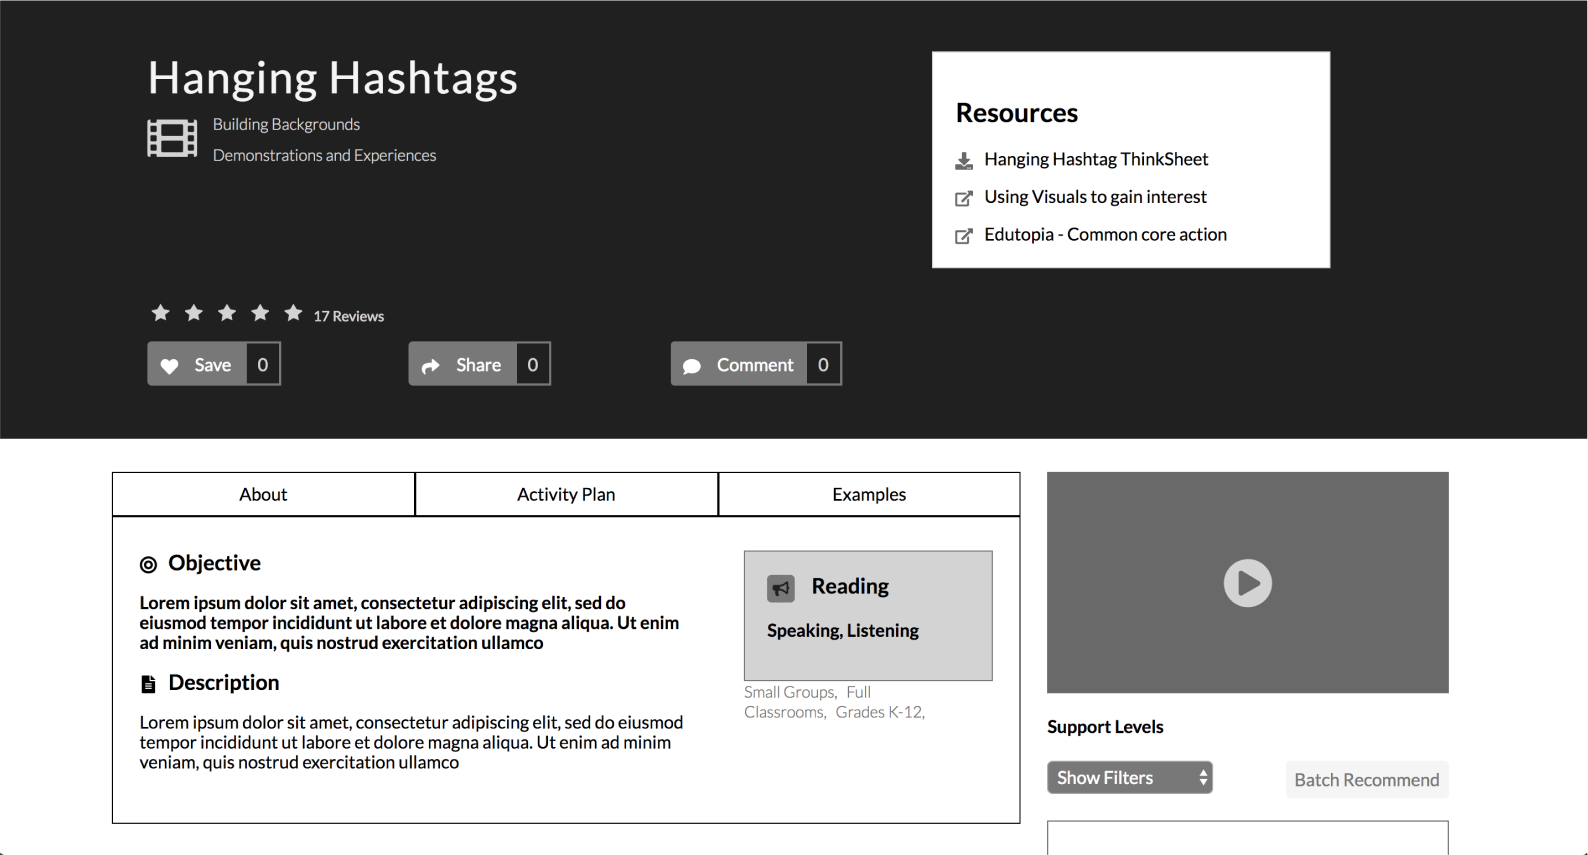 Hanging Hashtags
Building Backgrounds
Demonstrations and Experiences
Resources
Hanging Hashtag ThinkSheet
Using Visuals to gain interest
Edutopia - Common core action
17 Reviews
Save 0
Share 0
Comment 0
About
Activity Plan
Examples
Objective
Lorem ipsum dolor sit amet, consectetur adipiscing elit, sed do
eiusmod tempor incididunt ut labore et dolore magna aliqua. Ut enim
ad minim veniam, quis nostrud exercitation ullamco
Description
Lorem ipsum dolor sit amet, consectetur adipiscing elit, sed do eiusmod
tempor incididunt ut labore et dolore magna aliqua. Ut enim ad minim
veniam, quis nostrud exercitation ullamco
Reading
Speaking, Listening
Small Groups, Full
Classrooms, Grades K-12,
Support Levels
Show Filters
Batch Recommend